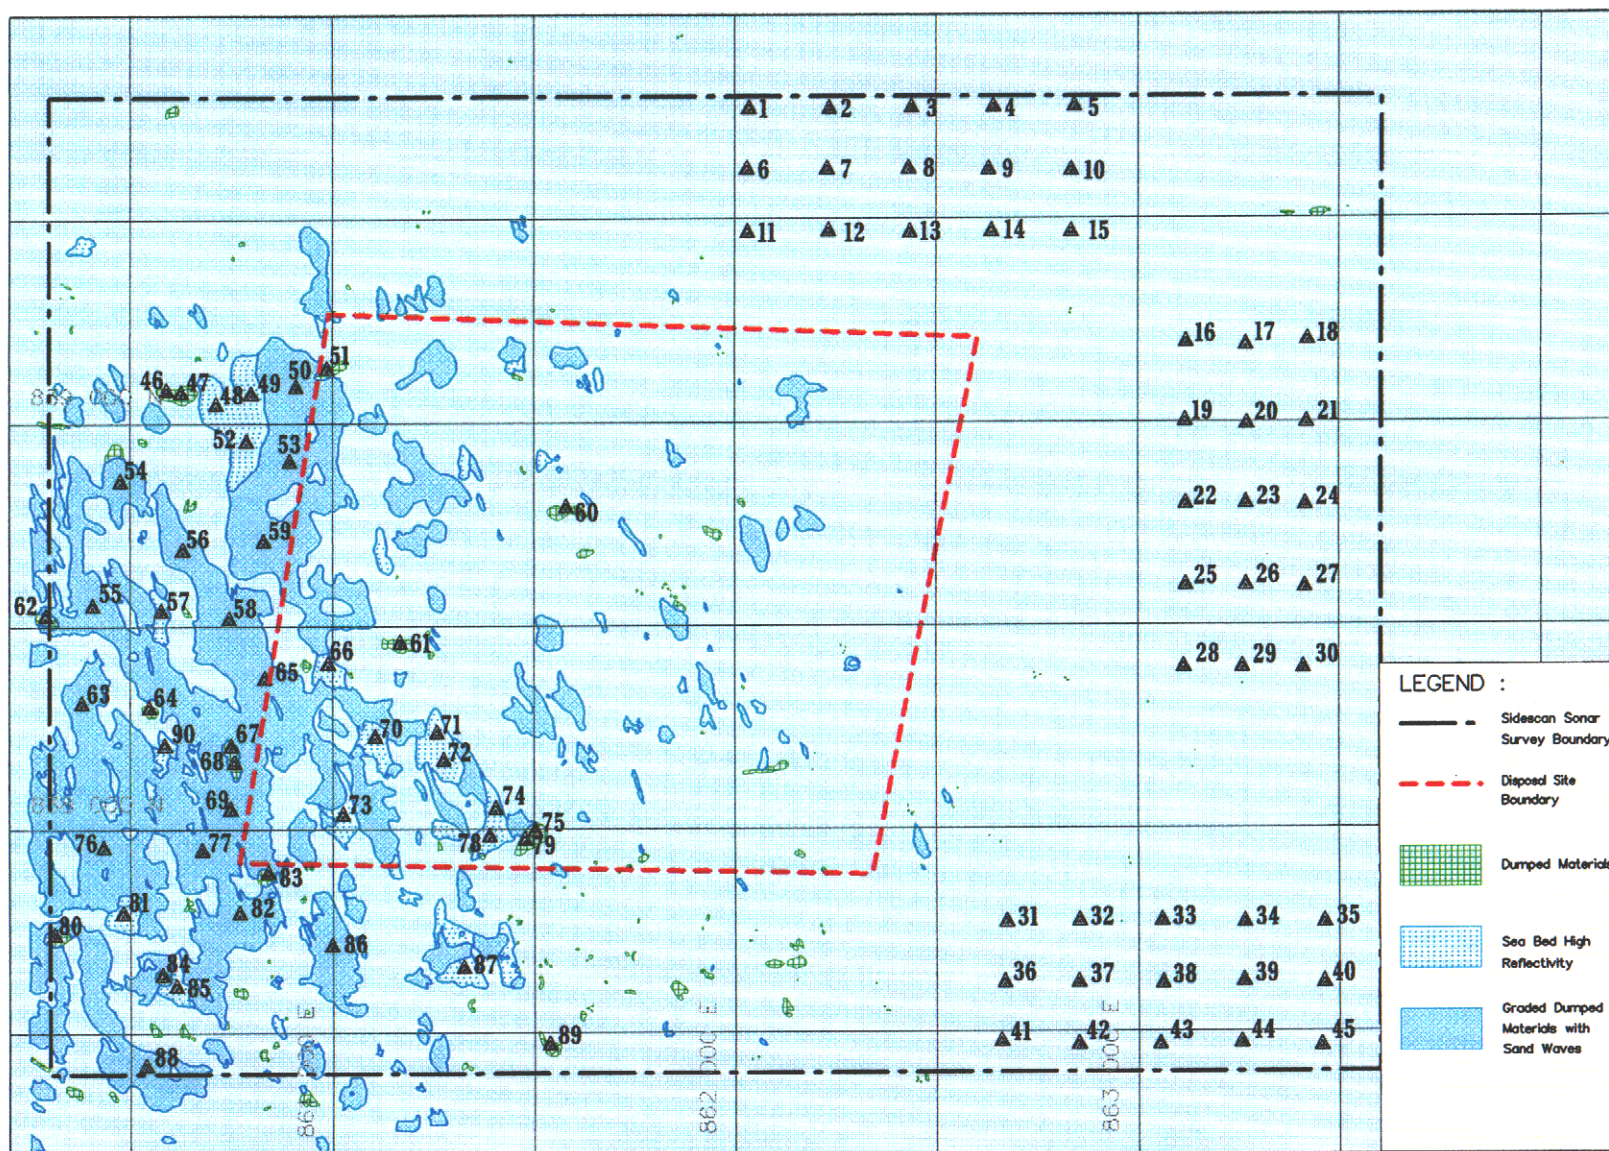 1 2 3 4 5
6 7 8 9 10
11 12 13 14 15
16 17 18
51
50
46 47 48 49
19 20 21
52
53
54
22 23 24
60
59
56
25 26 27
55 57
62 58
61
66
28 29 30
65
LEGEND :
63 64
Sidescan Sonar
Survey Boundary
90 67 70 71
68 72
Disposal Site
Boundary
69 73 74
75
76 77 78 79
Dumped Materials
83
81 82
31 32 33 34 35
80
86
Sea Bed High
Reflectivity
84 87
85
36 37 38 39 40
Graded Dumped
Materials with
Sand Waves
41 42 43 44 45
89
88
862 000 E
863 000 E